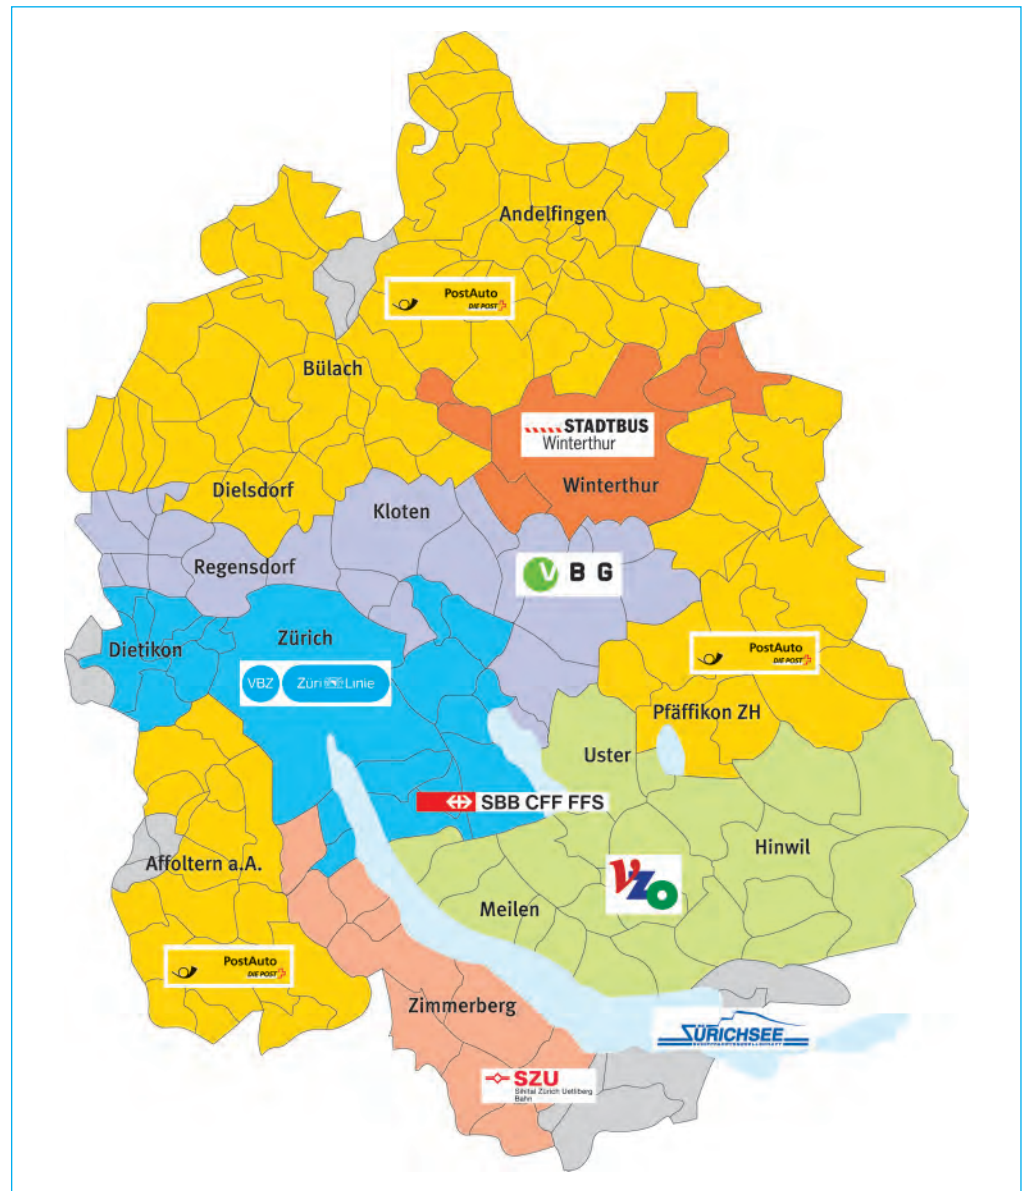 Andelfingen
PostAuto
DIE POST
Bülach
STADTBUS
Winterthur
Winterthur
Dielsdorf
Kloten
V B G
Regensdorf
Zürich
Dietikon
PostAuto
DIE POST
VBZ Züri Linie
Pfäffikon ZH
Uster
SBB CFF FFS
Hinwil
Affoltern a.A.
VZO
Meilen
PostAuto
DIE POST
Zimmerberg
ZÜRICHSEE
SCHIFFFAHRTSGESELLSCHAFT
SZU
Sihltal Zürich Uetliberg
Bahn